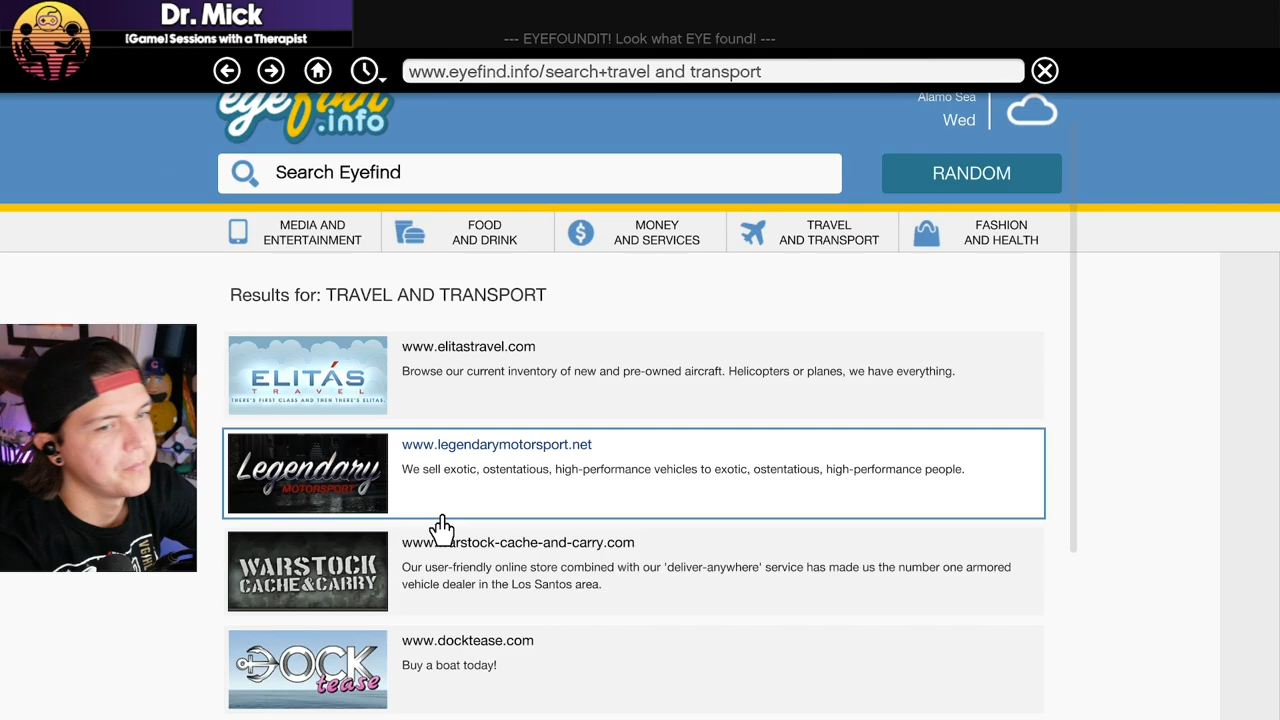 Dr. Mick
[Game] Sessions with a Therapist
--- EYEFOUNDIT! Look what EYE found! ---
www.eyefind.info/search+travel and transport
eyefind
.info
Alamo Sea
Wed
Search Eyefind
RANDOM
MEDIA AND
ENTERTAINMENT
FOOD
AND DRINK
MONEY
AND SERVICES
TRAVEL
AND TRANSPORT
FASHION
AND HEALTH
Results for: TRAVEL AND TRANSPORT
ELITÁS
TRAVEL
THERE'S FIRST CLASS AND THEN THERE'S ELITAS.
www.elitastravel.com
Browse our current inventory of new and pre-owned aircraft. Helicopters or planes, we have everything.
Legendary
MOTORSPORT
www.legendarymotorsport.net
We sell exotic, ostentatious, high-performance vehicles to exotic, ostentatious, high-performance people.
WARSTOCK
CACHE&CARRY
www.warstock-cache-and-carry.com
Our user-friendly online store combined with our 'deliver-anywhere' service has made us the number one armored
vehicle dealer in the Los Santos area.
DOCK
tease
www.docktease.com
Buy a boat today!